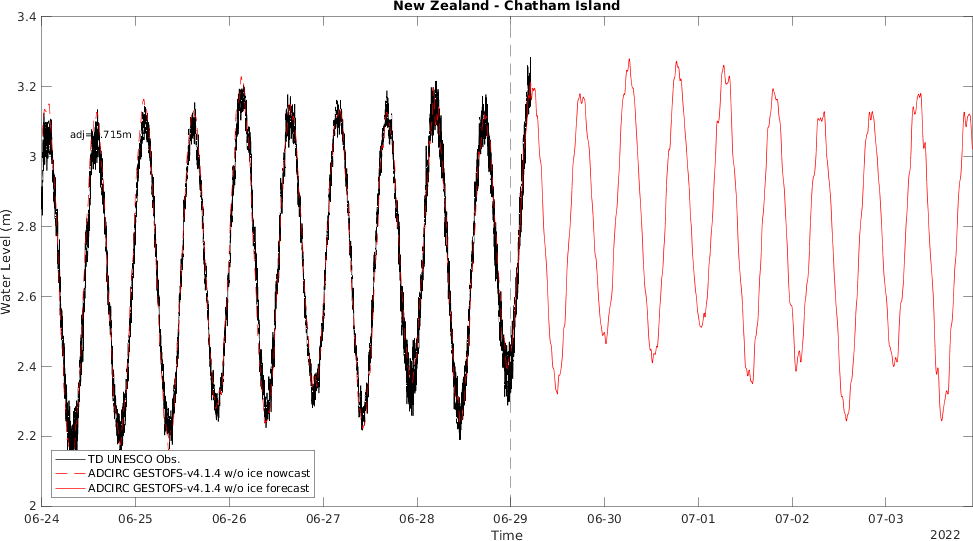 New Zealand - Chatham Island
3.4
3.2
3
2.8
2.6
2.4
2.2
2
Water Level (m)
TD UNESCO Obs.
ADCIRC GESTOFS-v4.1.4 w/o ice nowcast
ADCIRC GESTOFS-v4.1.4 w/o ice forecast
06-24 06-25 06-26 06-27 06-28 06-29 06-30 07-01 07-02 07-03
Time
2022